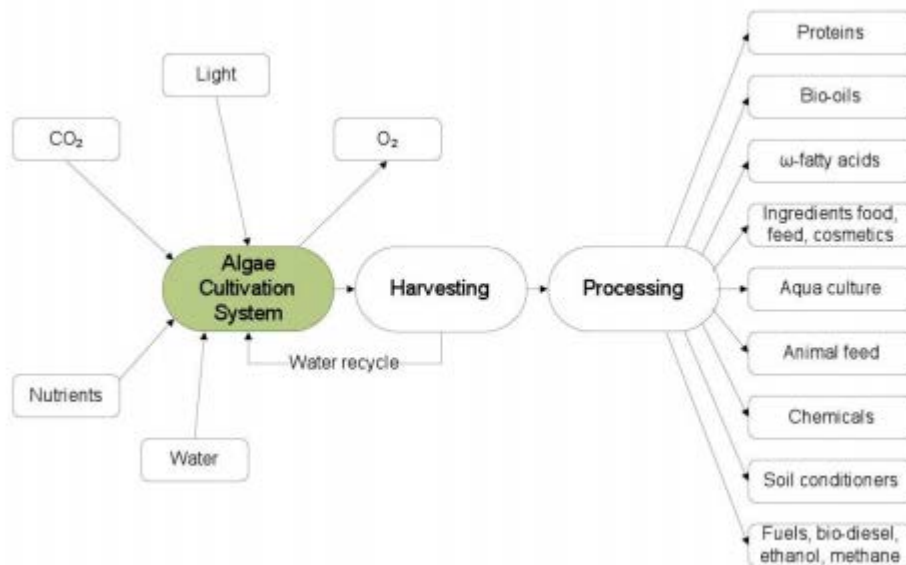 Proteins
Light
Bio-oils
CO₂
O₂
ω-fatty acids
Ingredients food,
feed, cosmetics
Algae
Cultivation
System
Harvesting
Processing
Aqua culture
Water recycle
Animal feed
Nutrients
Chemicals
Water
Soil conditioners
Fuels, bio-diesel,
ethanol, methane